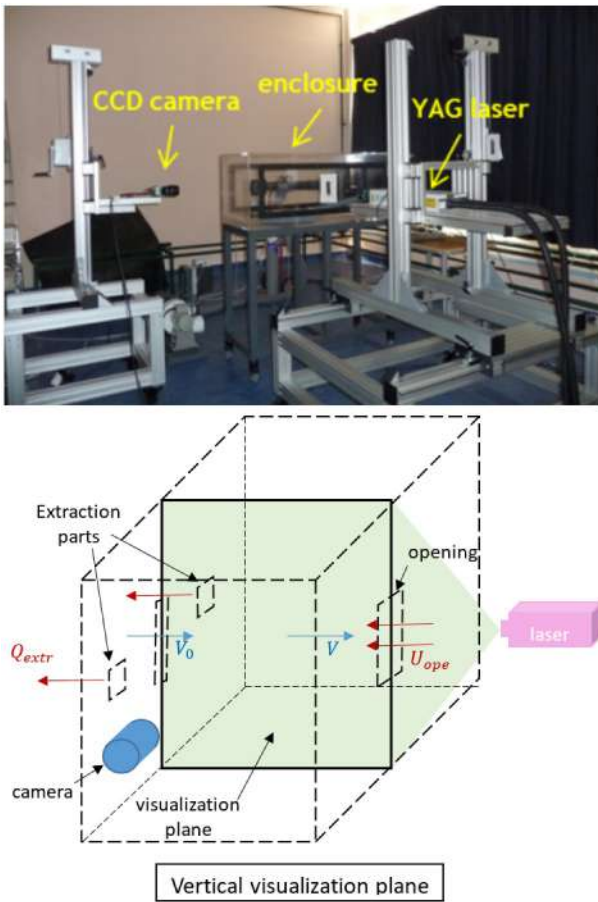 CCD camera
enclosure
YAG laser
Extraction
parts
opening
laser
Q_extr
V_0
V
U_ope
camera
visualization
plane
Vertical visualization plane